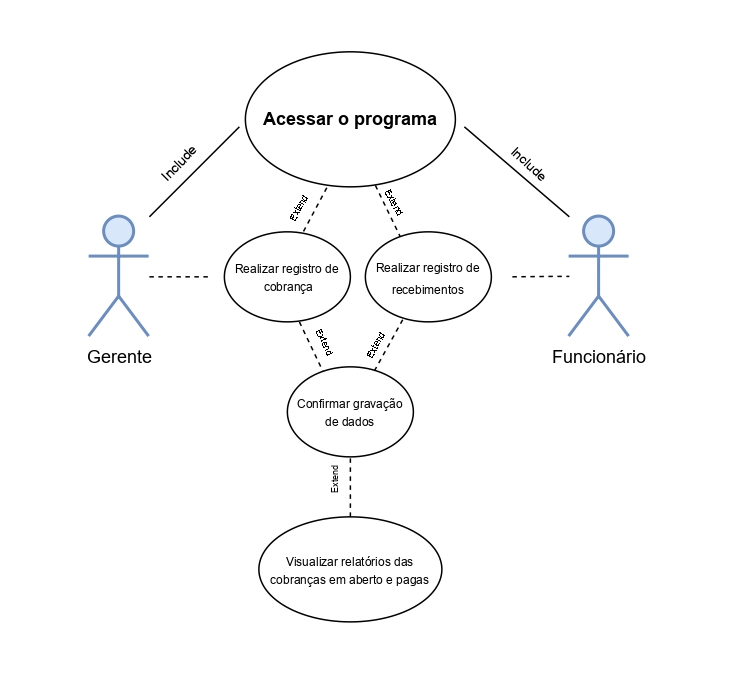 Acessar o programa
Include
Include
Extend
Extend
Realizar registro de
cobrança
Realizar registro de
recebimentos
Gerente
Funcionário
Extend
Extend
Confirmar gravação
de dados
Extend
Visualizar relatórios das
cobranças em aberto e pagas